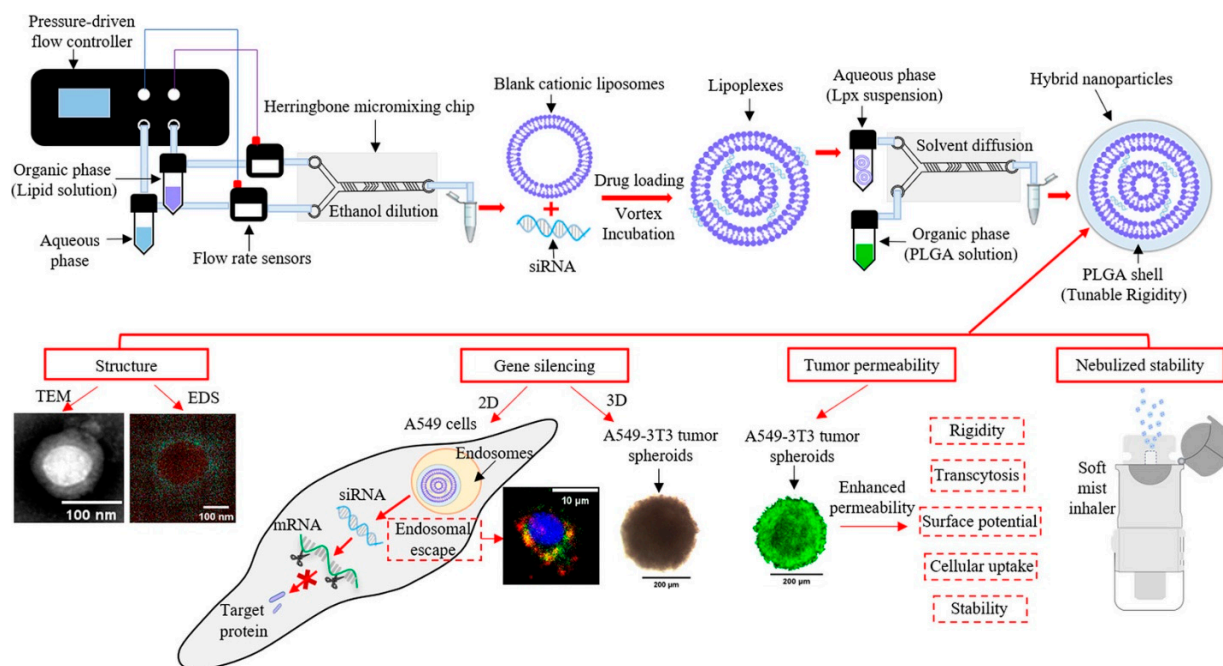 Pressure-driven
flow controller
Organic phase
(Lipid solution)
Aqueous
phase
Herringbone micromixing chip
Ethanol dilution
Flow rate sensors
Blank cationic liposomes
siRNA
Drug loading
Vortex
Incubation
Lipoplexes
Aqueous phase
(Lpx suspension)
Solvent diffusion
Organic phase
(PLGA solution)
Hybrid nanoparticles
PLGA shell
(Tunable Rigidity)
Structure
TEM
EDS
100 nm
100 nm
Gene silencing
2D
3D
A549 cells
Endosomes
siRNA
mRNA
Endosomal
escape
Target
protein
10 μm
A549-3T3 tumor
spheroids
200 μm
Tumor permeability
A549-3T3 tumor
spheroids
200 μm
Enhanced
permeability
Rigidity
Transcytosis
Surface potential
Cellular uptake
Stability
Nebulized stability
Soft
mist
inhaler